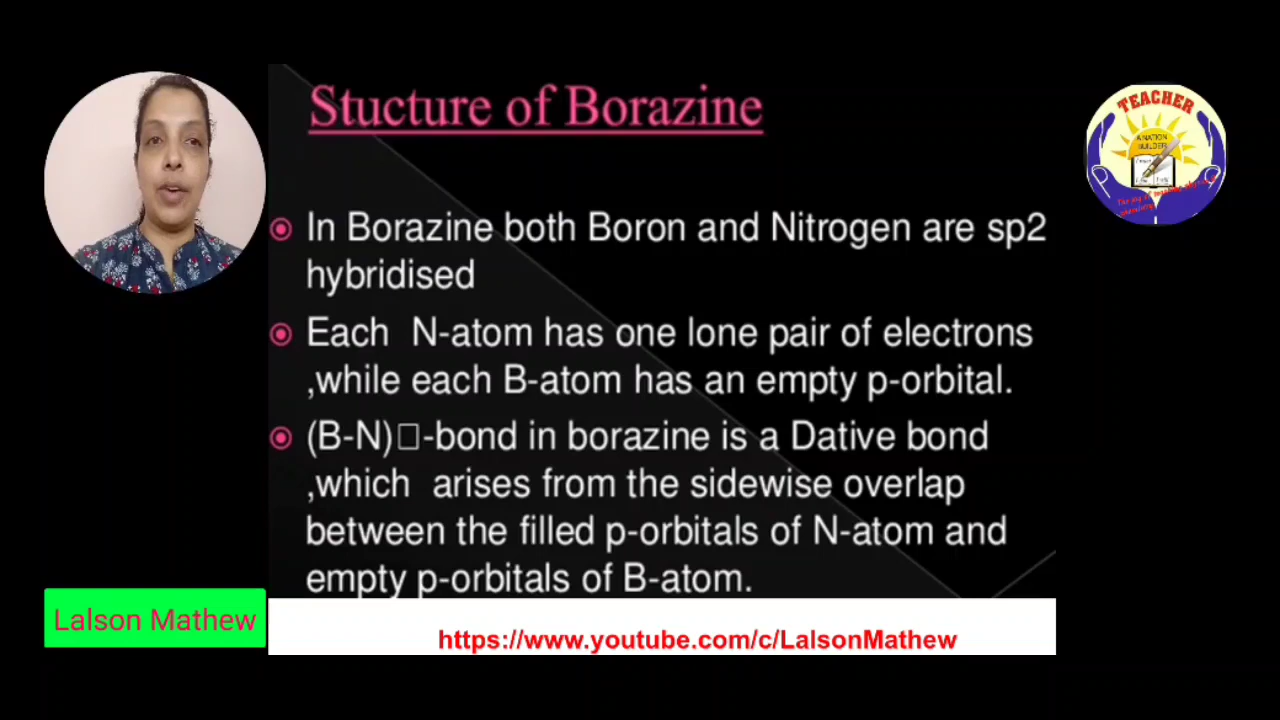 Stucture of Borazine
In Borazine both Boron and Nitrogen are sp2
hybridised
Each N-atom has one lone pair of electrons
,while each B-atom has an empty p-orbital.
(B-N)□-bond in borazine is a Dative bond
,which arises from the sidewise overlap
between the filled p-orbitals of N-atom and
empty p-orbitals of B-atom.
Lalson Mathew
https://www.youtube.com/c/LalsonMathew
TEACHER
A NATION
BUILDER